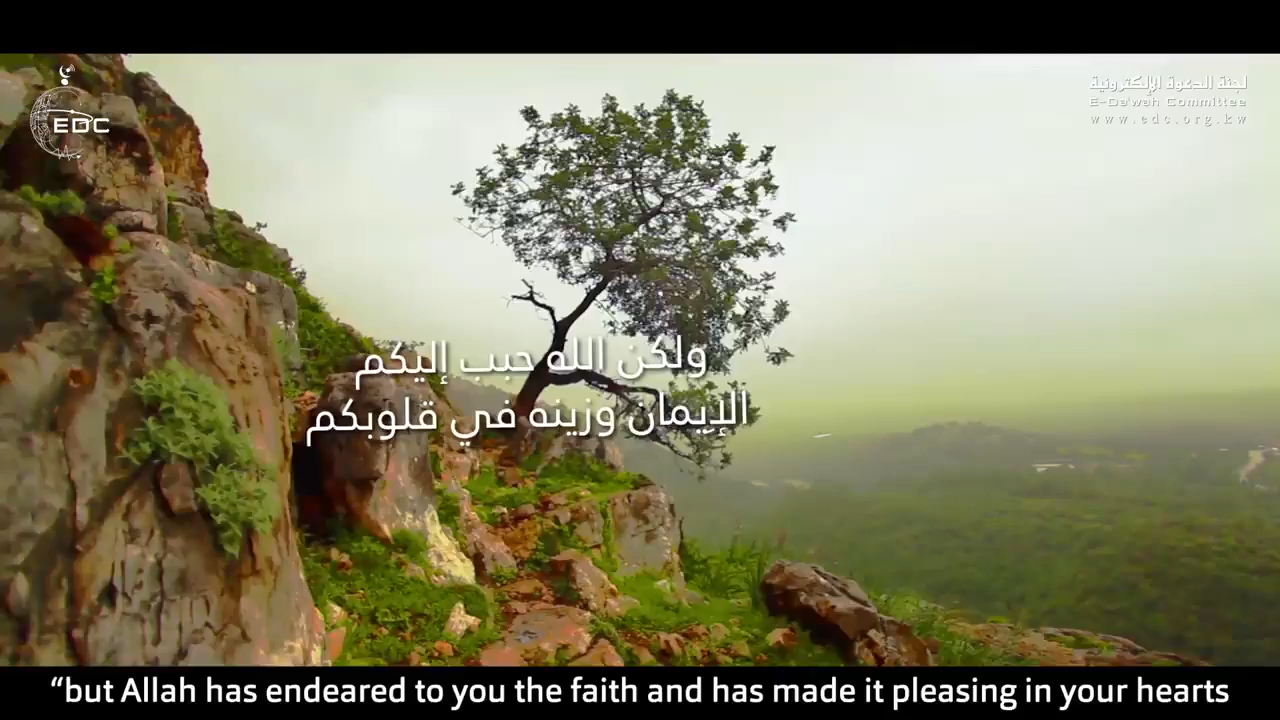 EDC
لجنة الدعوة الإلكترونية
E-Da'wah Committee
www.edc.org.kw
ولكن الله حبب إليكم
الإيمان وزينه في قلوبكم
“but Allah has endeared to you the faith and has made it pleasing in your hearts